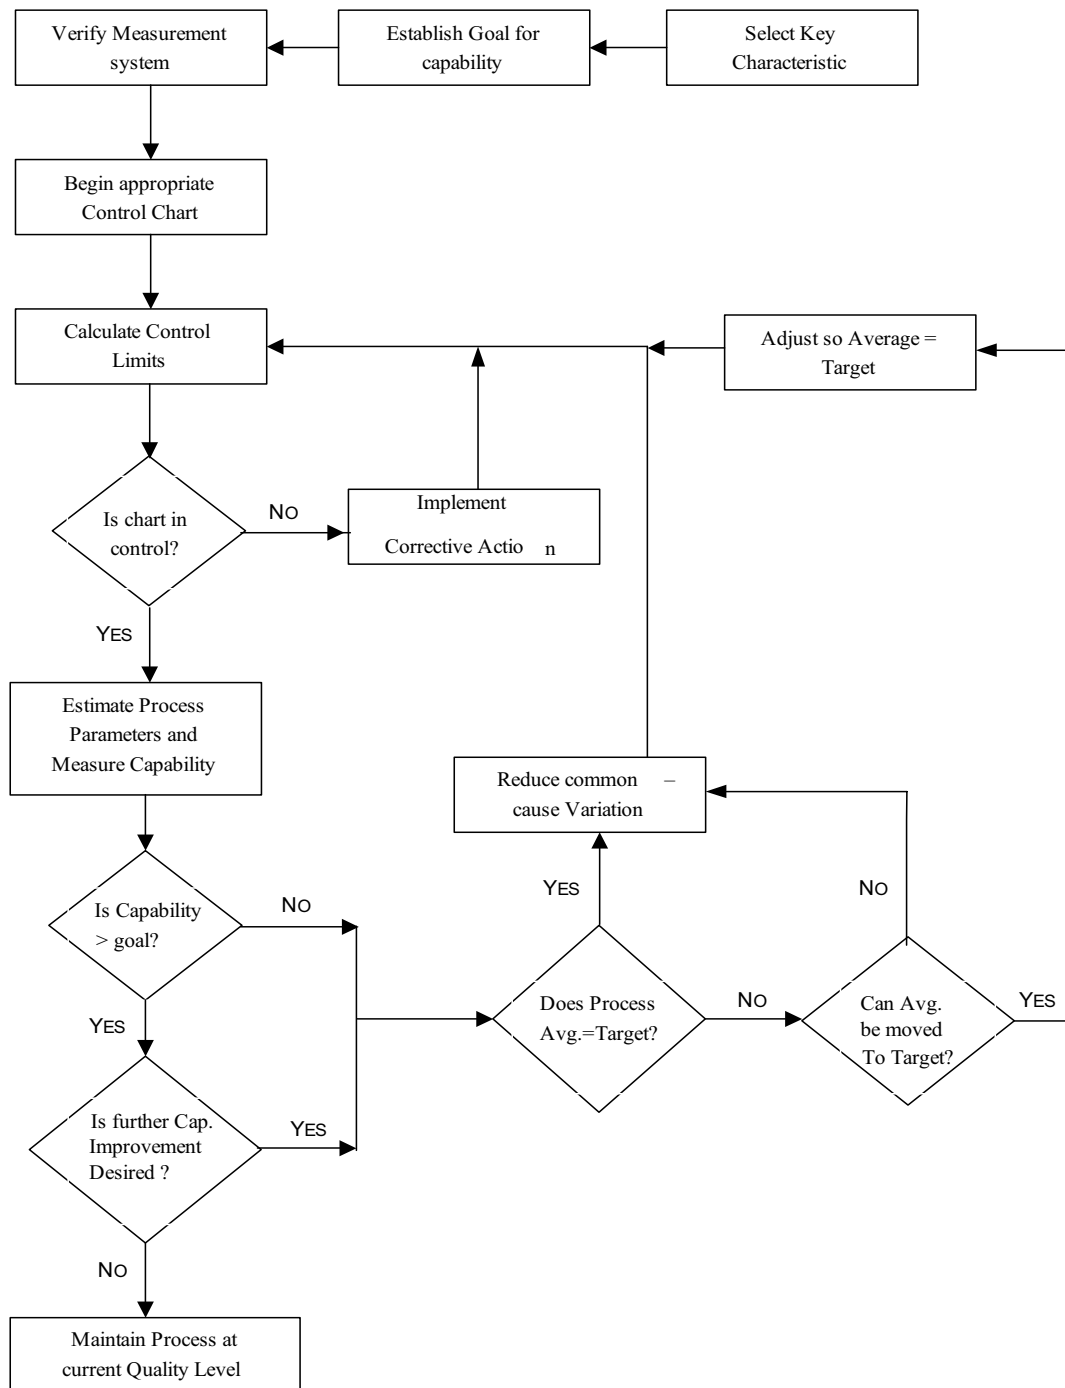 Verify Measurement
system
Establish Goal for
capability
Select Key
Characteristic
Begin appropriate
Control Chart
Calculate Control
Limits
Adjust so Average =
Target
Is chart in
control?
NO
Implement
Corrective Actio n
YES
Estimate Process
Parameters and
Measure Capability
Reduce common –
cause Variation
Is Capability
> goal?
NO
YES
NO
Does Process
Avg.=Target?
NO
Can Avg.
be moved
To Target?
YES
YES
Is further Cap.
Improvement
Desired ?
YES
NO
Maintain Process at
current Quality Level